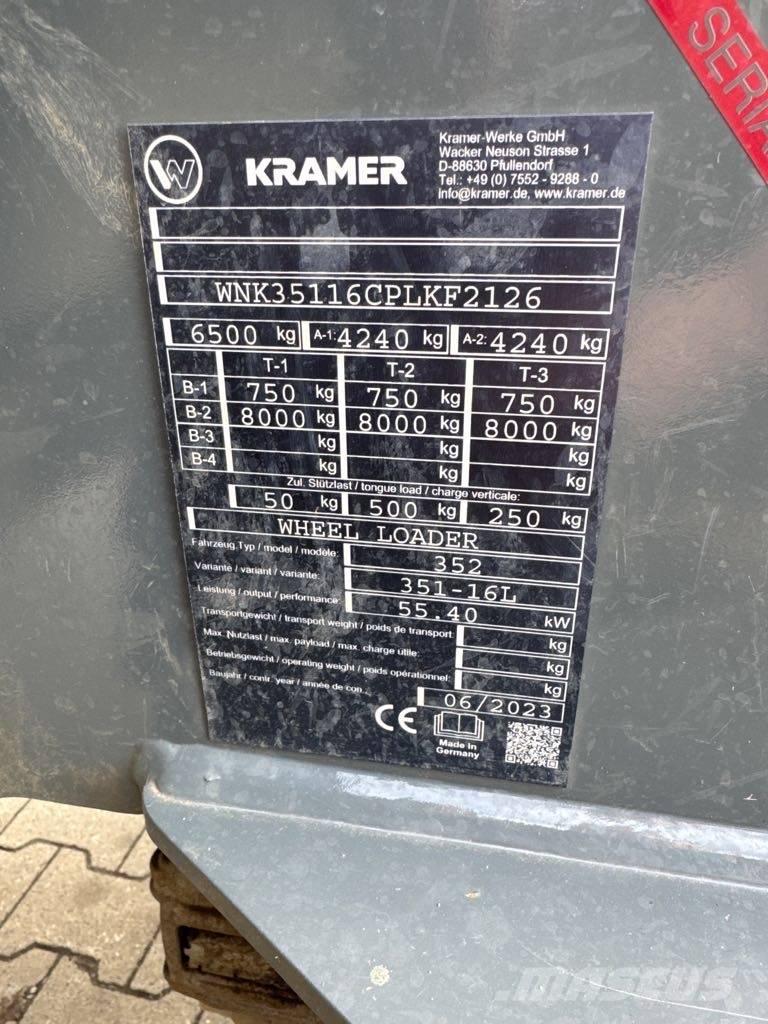 SERIA
W KRAMER
Kramer-Werke GmbH
Wacker Neuson Strasse 1
D-88630 Pfullendorf
Tel.: +49 (0) 7552 - 9288 - 0
info@kramer.de, www.kramer.de
WNK35116CPLKF2126
6500 kg A-1: 4240 kg A-2: 4240 kg
T-1 T-2 T-3
B-1 750 kg 750 kg 750 kg
B-2 8000 kg 8000 kg 8000 kg
B-3 kg kg kg
B-4 kg kg kg
Zul. Stützlast / tongue load / charge verticale:
50 kg 500 kg 250 kg
WHEEL LOADER
Fahrzeug Typ / model / modèle: 352
Variante / variant / variante: 351-16L
Leistung / output / performance: 55.40 kW
Transportgewicht / transport weight / poids de transport: kg
Max. Nutzlast / max. payload / max. charge utile: kg
Betriebsgewicht / operating weight / poids opérationnel: kg
Baujahr / contr. year / année de con.. 06/2023
CE
Made in
Germany
MASCUS